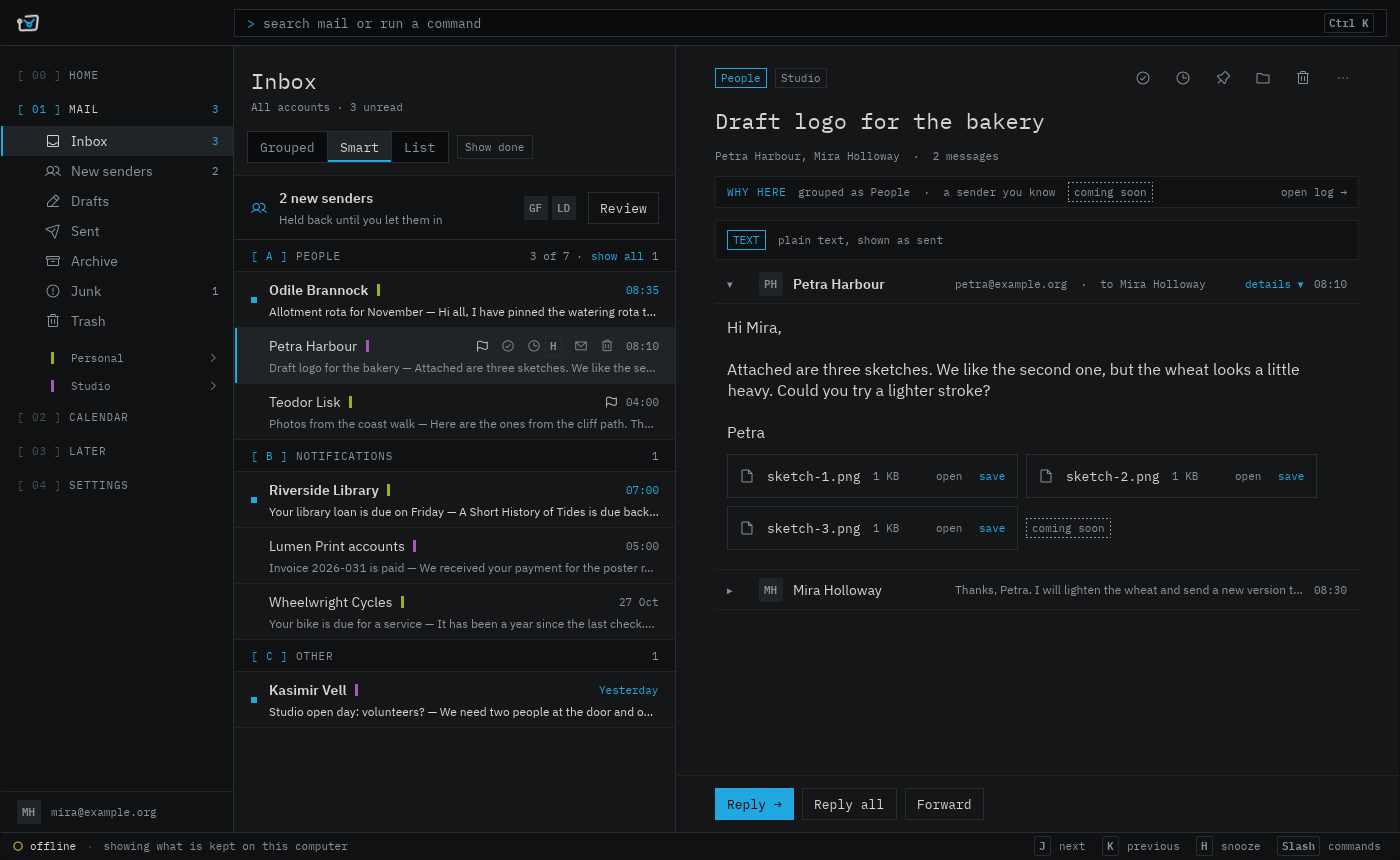 > search mail or run a command
Ctrl K
[ 00 ] HOME
[ 01 ] MAIL 3
Inbox 3
New senders 2
Drafts
Sent
Archive
Junk 1
Trash
Personal
Studio
[ 02 ] CALENDAR
[ 03 ] LATER
[ 04 ] SETTINGS
MH mira@example.org
Inbox
All accounts · 3 unread
Grouped Smart List Show done
2 new senders
Held back until you let them in
GF LD Review
[ A ] PEOPLE 3 of 7 · show all 1
Odile Brannock 08:35
Allotment rota for November — Hi all, I have pinned the watering rota t...
Petra Harbour H 08:10
Draft logo for the bakery — Attached are three sketches. We like the se...
Teodor Lisk 04:00
Photos from the coast walk — Here are the ones from the cliff path. Th...
[ B ] NOTIFICATIONS 1
Riverside Library 07:00
Your library loan is due on Friday — A Short History of Tides is due back...
Lumen Print accounts 05:00
Invoice 2026-031 is paid — We received your payment for the poster r...
Wheelwright Cycles 27 Oct
Your bike is due for a service — It has been a year since the last check....
[ C ] OTHER 1
Kasimir Vell Yesterday
Studio open day: volunteers? — We need two people at the door and o...
People Studio
Draft logo for the bakery
Petra Harbour, Mira Holloway · 2 messages
WHY HERE grouped as People · a sender you know coming soon open log →
TEXT plain text, shown as sent
▾ PH Petra Harbour petra@example.org · to Mira Holloway details ▾ 08:10
Hi Mira,
Attached are three sketches. We like the second one, but the wheat looks a little
heavy. Could you try a lighter stroke?
Petra
sketch-1.png 1 KB open save
sketch-2.png 1 KB open save
sketch-3.png 1 KB open save
coming soon
▸ MH Mira Holloway Thanks, Petra. I will lighten the wheat and send a new version t... 08:30
Reply → Reply all Forward
offline · showing what is kept on this computer
J next K previous H snooze Slash commands